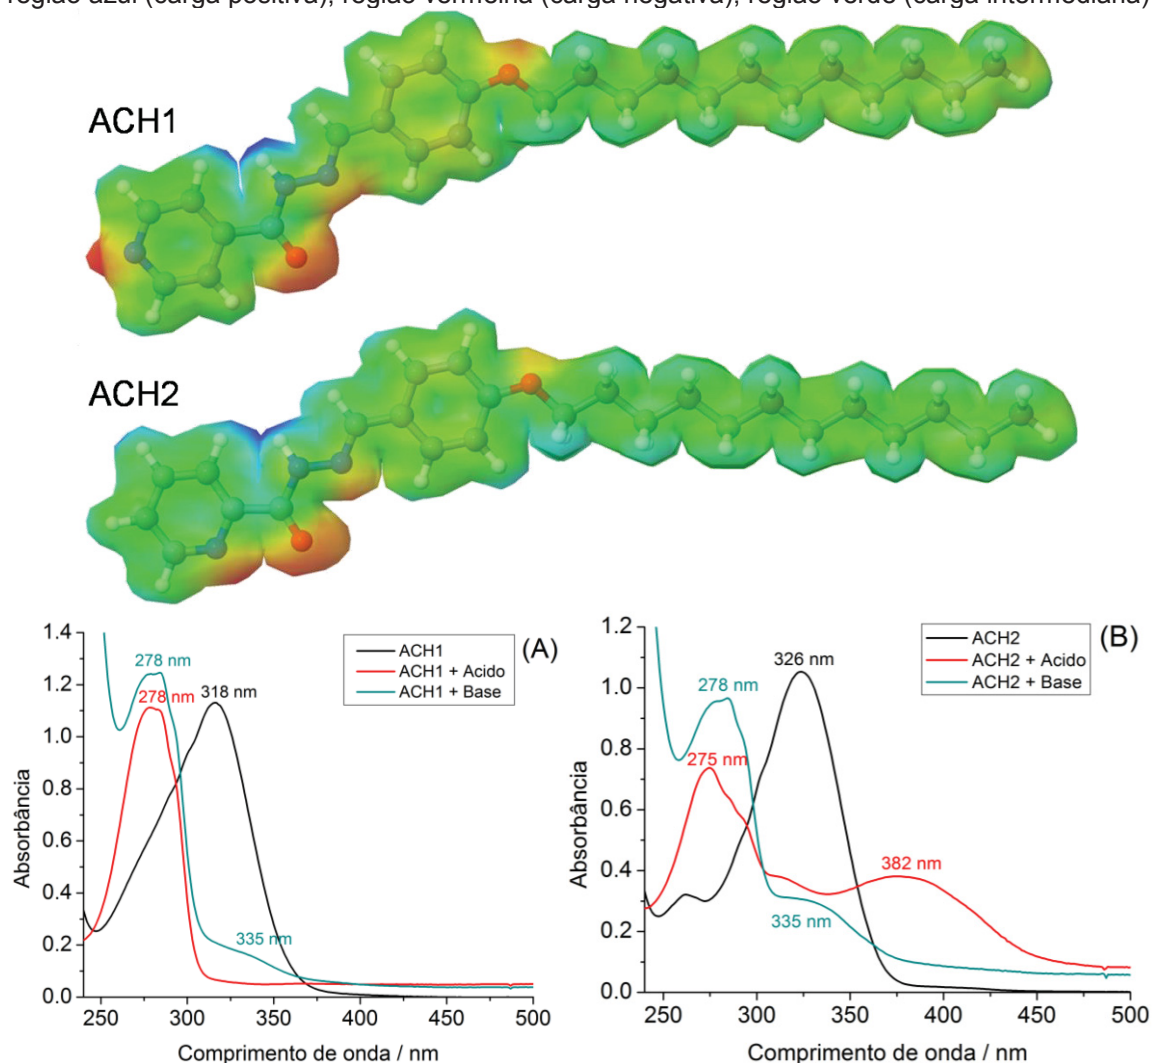 região azul (carga positiva), região vermelha (carga negativa), região verde (carga intermediária)
ACH1
ACH2
(A)
ACH1
ACH1 + Acido
ACH1 + Base
278 nm
278 nm
318 nm
335 nm
1.4
1.2
1.0
0.8
0.6
0.4
0.2
0.0
Absorbância
250 300 350 400 450 500
Comprimento de onda / nm
(B)
ACH2
ACH2 + Acido
ACH2 + Base
326 nm
278 nm
275 nm
382 nm
335 nm
1.2
1.0
0.8
0.6
0.4
0.2
0.0
Absorbância
250 300 350 400 450 500
Comprimento de onda / nm